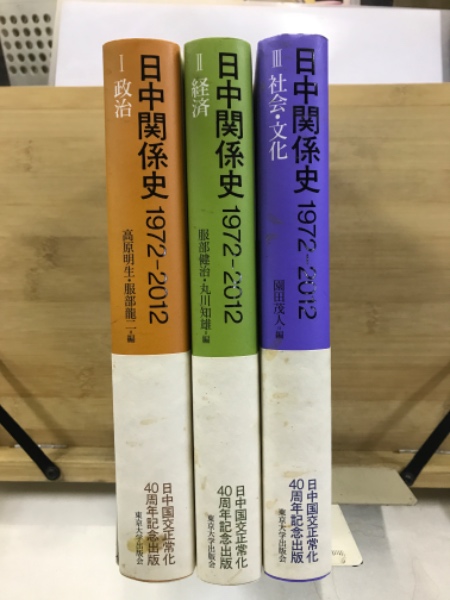 日中関係史 1972-2012
I 政治
高原明生・服部龍二・編
日中国交正常化
40周年記念出版
東京大学出版会
日中関係史 1972-2012
II 経済
服部健治・丸川知雄・編
日中国交正常化
40周年記念出版
東京大学出版会
日中関係史 1972-2012
III 社会・文化
園田茂人・編
日中国交正常化
40周年記念出版
東京大学出版会